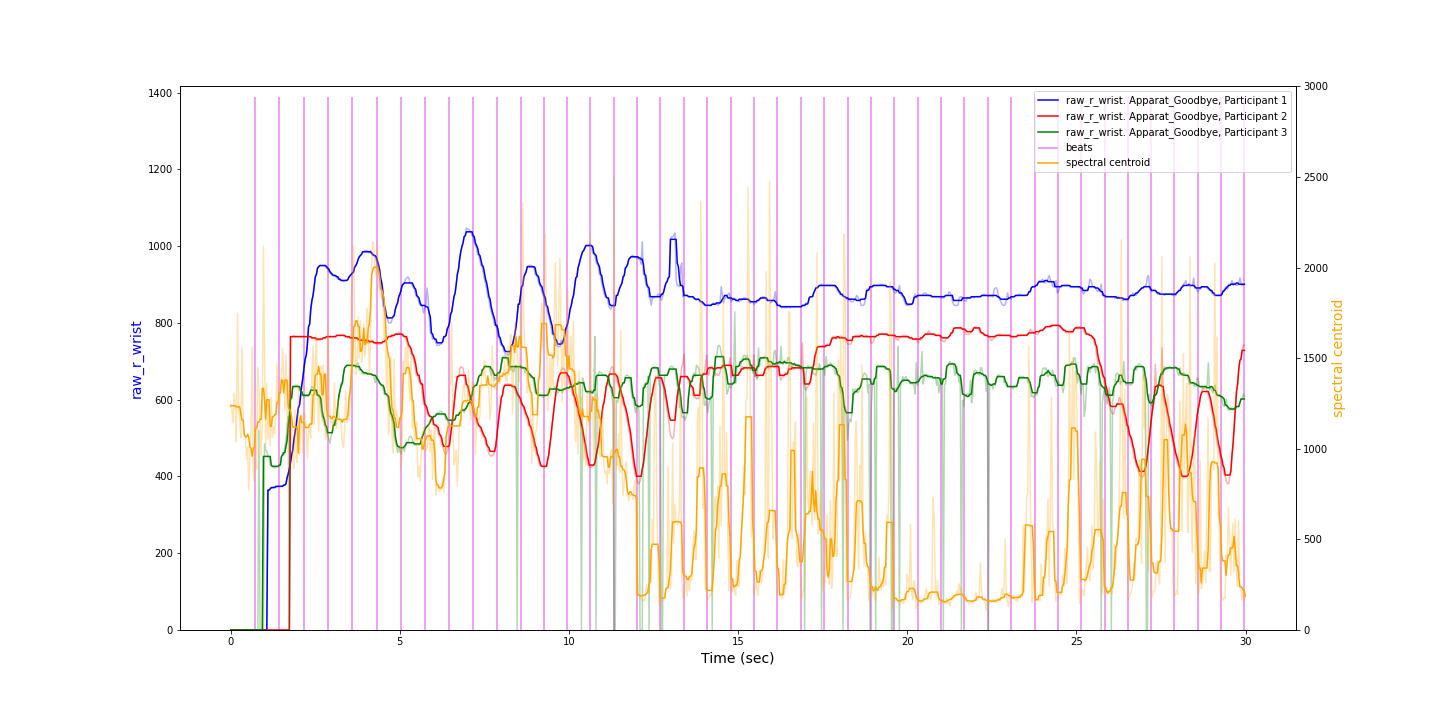 raw_r_wrist. Apparat_Goodbye, Participant 1
raw_r_wrist. Apparat_Goodbye, Participant 2
raw_r_wrist. Apparat_Goodbye, Participant 3
beats
spectral centroid
raw_r_wrist
1400
1200
1000
800
600
400
200
0
3000
2500
2000
1500
1000
500
0
spectral centroid
0 5 10 15 20 25 30
Time (sec)